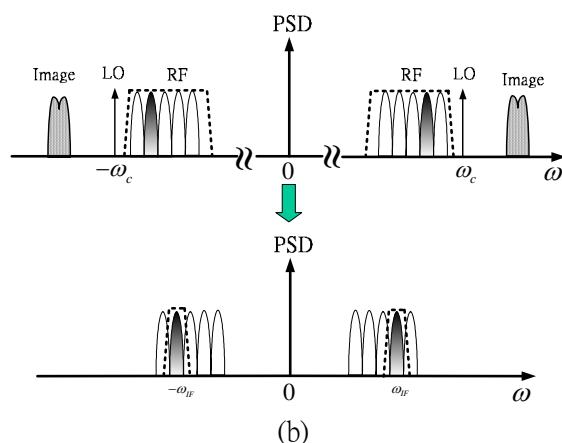 PSD
Image LO RF RF LO Image
−ω_c 0 ω_c ω
PSD
−ω_IF 0 ω_IF ω
(b)